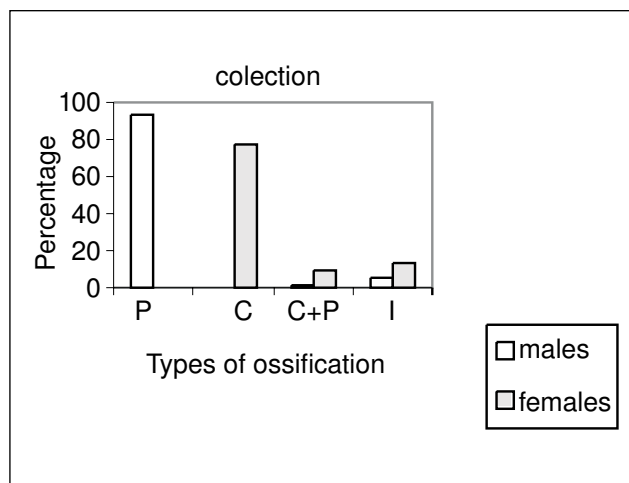 colection
Percentage
100
80
60
40
20
0
P C C+P I
Types of ossification
males
females